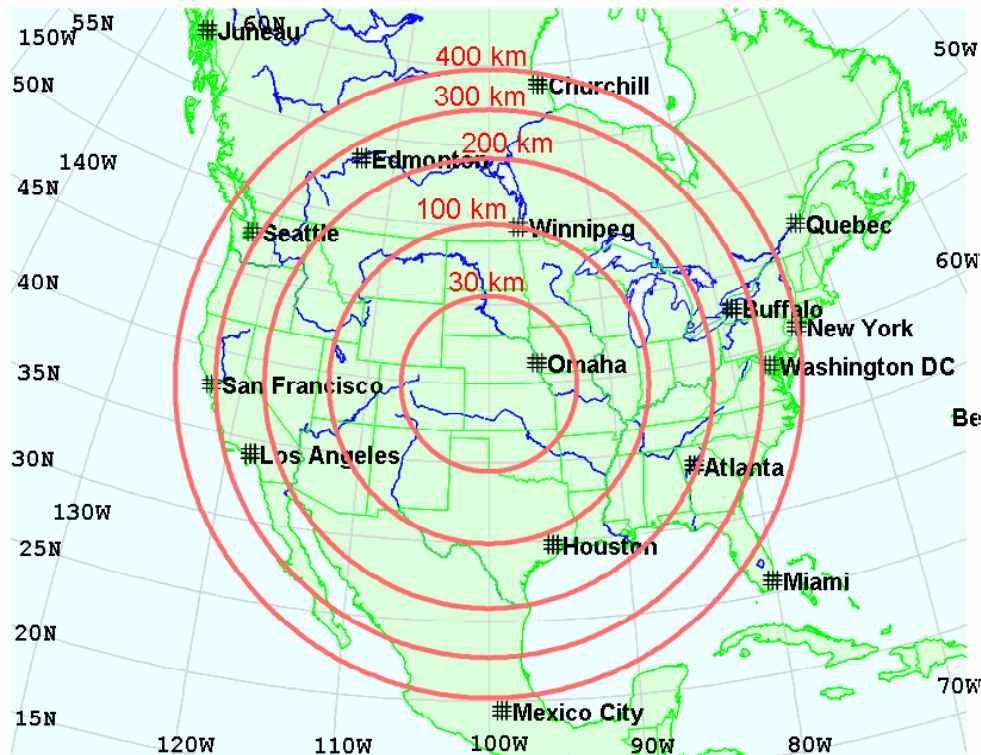 55N
60N
150W
Juneau
50W
400 km
50N
Churchill
300 km
200 km
140W
Edmonton
45N
100 km
Quebec
Seattle
Winnipeg
60W
40N
30 km
Buffalo
New York
Omaha
Washington DC
35N
San Francisco
Be
30N
Los Angeles
Atlanta
130W
25N
Houston
Miami
20N
70W
15N
Mexico City
120W
110W
100W
90W
80W